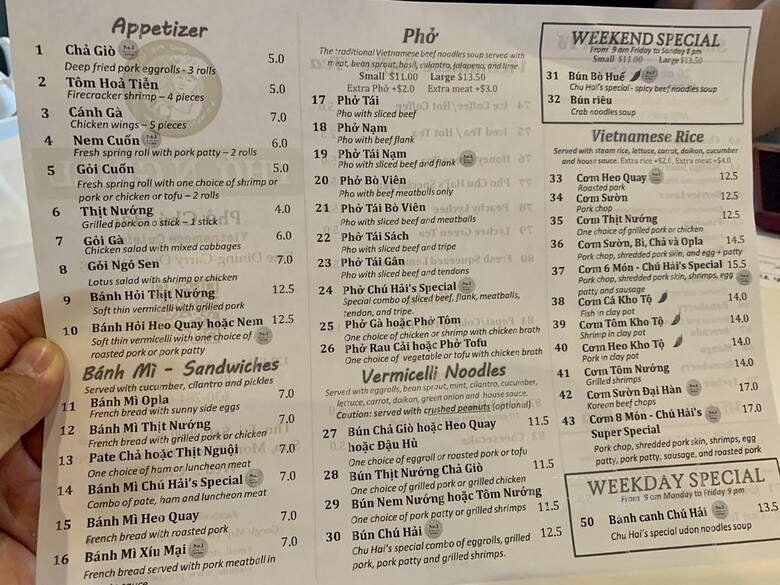 Appetizer
1 Chả Giò 5.0
Deep fried pork eggrolls - 3 rolls
2 Tôm Hoả Tiễn 5.0
Firecracker shrimp – 4 pieces
3 Cánh Gà 7.0
Chicken wings – 5 pieces
4 Nem Cuốn 6.0
Fresh spring roll with pork patty – 2 rolls
5 Gỏi Cuốn 5.0
Fresh spring roll with one choice of shrimp or
pork or chicken or tofu - 2 rolls
6 Thịt Nướng 4.0
Grilled pork on stick – 1 stick
7 Gỏi Gà 6.0
Chicken salad with mixed cabbages
8 Gỏi Ngó Sen 7.0
Lotus salad with shrimp or chicken
9 Bánh Hỏi Thịt Nướng 12.5
Soft thin vermicelli with grilled pork
10 Bánh Hỏi Heo Quay hoặc Nem 12.5
Soft thin vermicelli with one choice of
roasted pork or pork patty
Bánh Mì - Sandwiches
Served with cucumber, cilantro and pickles
11 Bánh Mì Opla 7.0
French bread with sunny side eggs
12 Bánh Mì Thịt Nướng 7.0
French bread with grilled pork or chicken
13 Pate Chả hoặc Thịt Nguội 7.0
One choice of ham or luncheon meat
14 Bánh Mì Chú Hải's Special 7.0
Combo of pate, ham and luncheon meat
15 Bánh Mì Heo Quay 7.0
French bread with roasted pork
16 Bánh Mì Xíu Mại 7.0
French bread served with pork meatball in
Phở
The traditional Vietnamese beef noodles soup served with
meat, bean sprout, basil, culantro, jalapeno, and lime
Small $11.00 Large $13.50
Extra Phở +$2.0 Extra meat +$3.0
17 Phở Tái
Pho with sliced beef
18 Phở Nạm
Pho with beef flank
19 Phở Tái Nạm
Pho with sliced beef and flank
20 Phở Bò Viên
Pho with beef meatballs only
21 Phở Tái Bò Viên
Pho with sliced beef and meatballs
22 Phở Tái Sách
Pho with sliced beef and tripe
23 Phở Tái Gân
Pho with sliced beef and tendons
24 Phở Chú Hải's Special
Special combo of sliced beef, flank, meatballs,
tendon, and tripe.
25 Phở Gà hoặc Phở Tôm
One choice of chicken or shrimp with chicken broth
26 Phở Rau Cải hoặc Phở Tofu
One choice of vegetable or tofu with chicken broth
Vermicelli Noodles
Served with eggrolls, bean sprout, mint, cilantro, cucumber,
lettuce, carrot, daikan, green onion and house sauce.
Caution: served with crushed peanuts (optional)
27 Bún Chả Giò hoặc Heo Quay 11.5
hoặc Đậu Hủ
One choice of eggroll or roasted pork or tofu
28 Bún Thịt Nướng Chả Giò 11.5
One choice of grilled pork or grilled chicken
29 Bún Nem Nướng hoặc Tôm Nướng
One choice of pork patty or grilled shrimps 11.5
30 Bún Chú Hải 12.5
Chu Hai's special combo of eggrolls, grilled
pork, pork patty and grilled shrimps.
WEEKEND SPECIAL
From 9 am Friday to Sunday 8 pm
Small $11.00 Large $13.50
31 Bún Bò Huế
Chu Hai's special - spicy beef noodles soup
32 Bún riêu
Crab noodles soup
Vietnamese Rice
Served with steam rice, lettuce, carrot, daikan, cucumber
and house sauce. Extra rice +$2.0, Extra meat +$4.0
33 Cơm Heo Quay 12.5
Roasted pork
34 Cơm Sườn 12.5
Pork chop
35 Cơm Thịt Nướng 12.5
One choice of grilled pork or chicken
36 Cơm Sườn, Bì, Chả và Opla 14.5
Pork chop, shredded pork skin, and egg + patty
37 Cơm 6 Món - Chú Hải's Special 15.5
Pork chop, shredded pork skin, shrimps, egg
patty and sausage
38 Cơm Cá Kho Tộ 14.0
Fish in clay pot
39 Cơm Tôm Kho Tộ 14.0
Shrimp in clay pot
40 Cơm Heo Kho Tộ 14.0
Pork in clay pot
41 Cơm Tôm Nướng 14.0
Grilled shrimps
42 Cơm Sườn Đại Hàn 17.0
Korean beef chops
43 Cơm 8 Món - Chú Hải's 17.0
Super Special
Pork chop, shredded pork skin, shrimps, egg
patty, pork patty, sausage, and roasted pork
WEEKDAY SPECIAL
From 9 am Monday to Friday 9 pm
50 Bánh canh Chú Hải 13.5
Chu Hai's special udon noodles soup